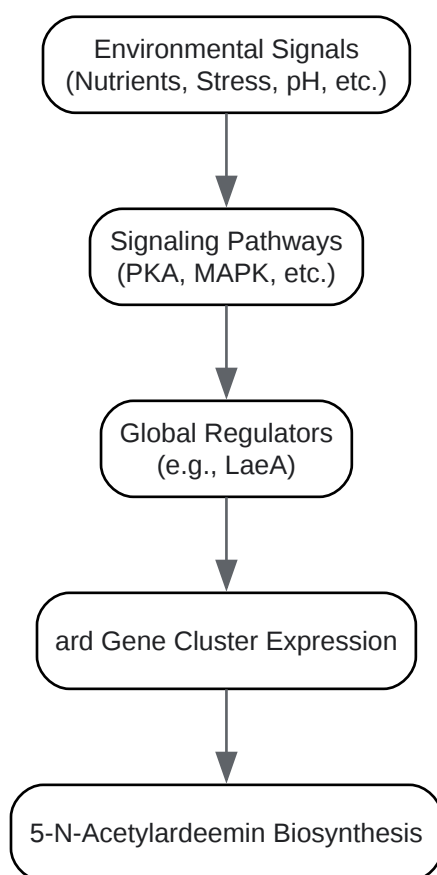 Environmental Signals
(Nutrients, Stress, pH, etc.)
Signaling Pathways
(PKA, MAPK, etc.)
Global Regulators
(e.g., LaeA)
ard Gene Cluster Expression
5-N-Acetylardeemin Biosynthesis